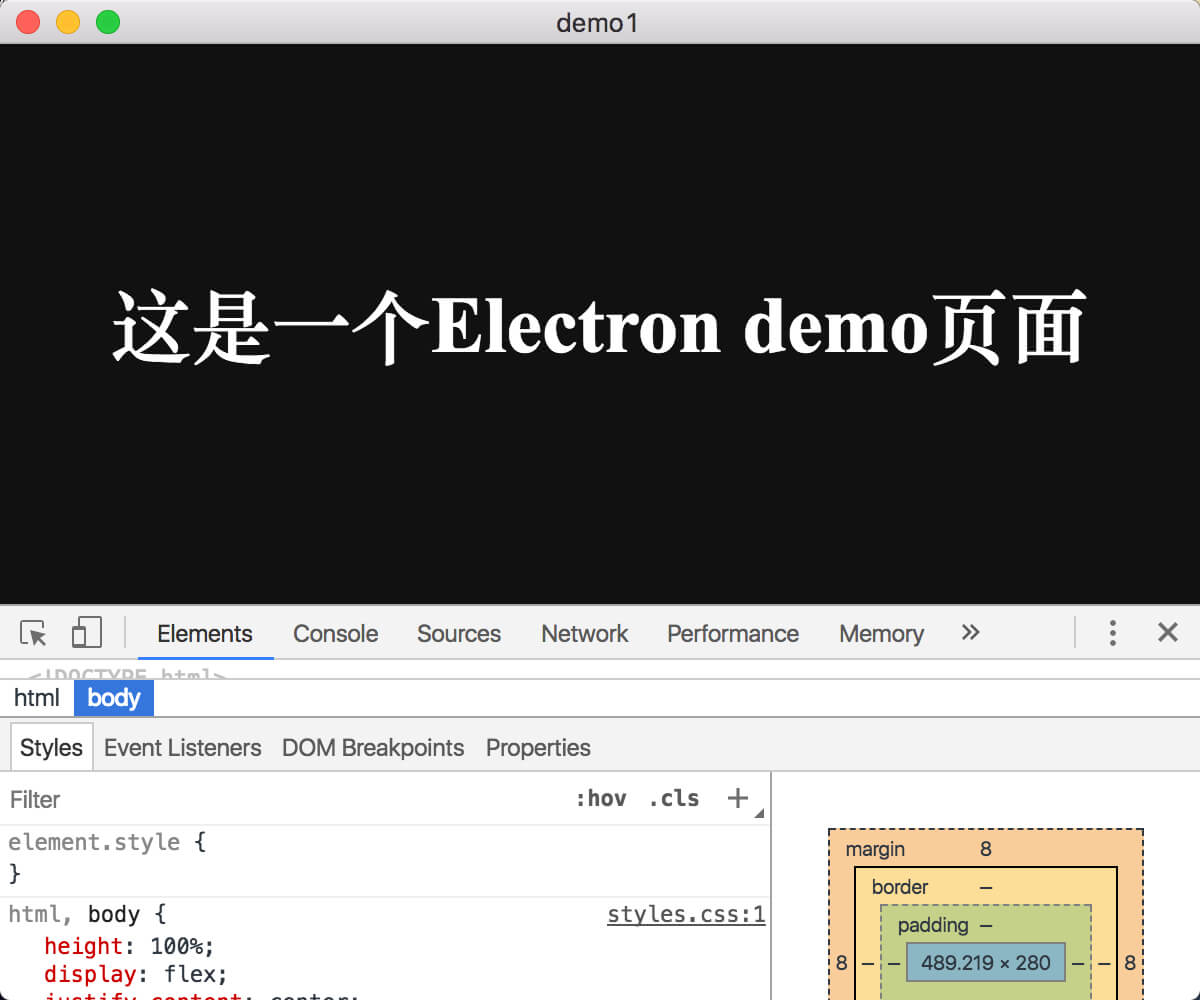 demo1
这是一个Electron demo页面
Elements Console Sources Network Performance Memory »
<!DOCTYPE html>
html body
Styles Event Listeners DOM Breakpoints Properties
Filter :hov .cls +
element.style {
}
html, body { styles.css:1
height: 100%;
display: flex;
justify-content: center;
margin 8
border –
padding –
8 – – 489.219 × 280 – – 8